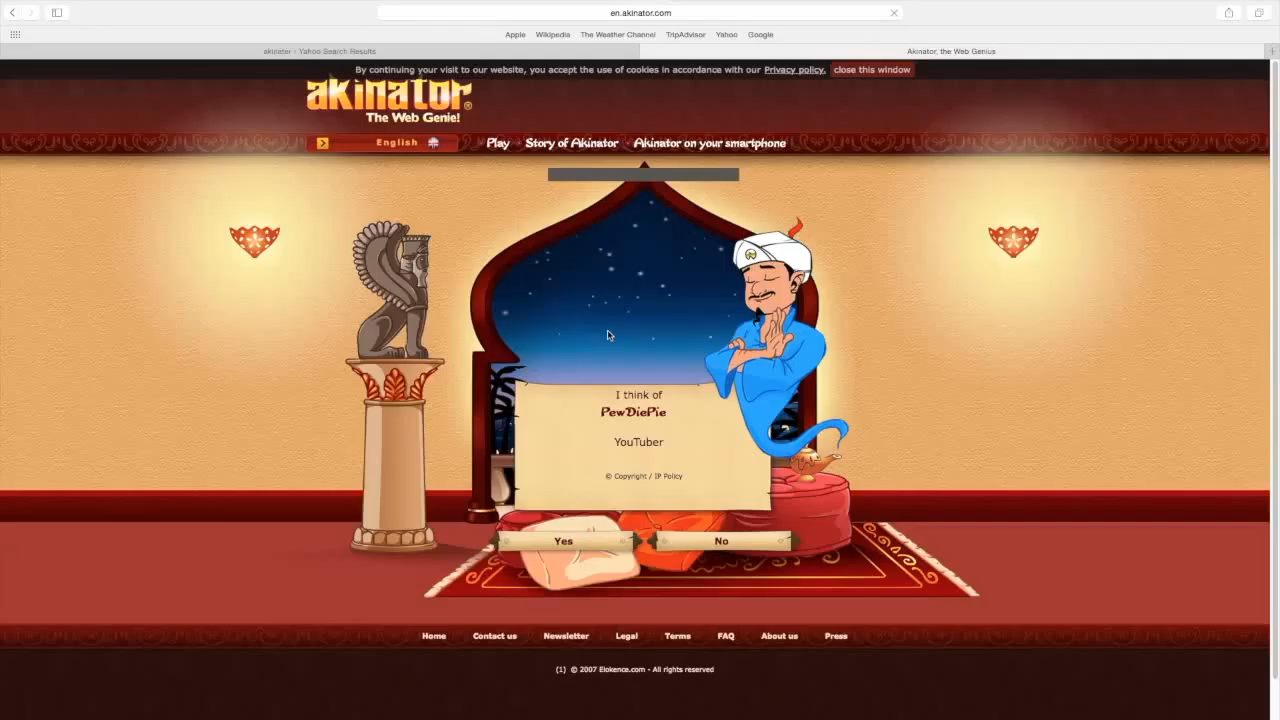 en.akinator.com
Apple Wikipedia The Weather Channel TripAdvisor Yahoo Google
akinater - Yahoo Search Results
Akinator, the Web Genius
By continuing your visit to our website, you accept the use of cookies in accordance with our Privacy policy. close this window
akinator®
The Web Genie!
English
Play Story of Akinator Akinator on your smartphone
I think of
PewDiePie
YouTuber
© Copyright / IP Policy
Yes
No
Home Contact us Newsletter Legal Terms FAQ About us Press
(1) © 2007 Elokence.com - All rights reserved